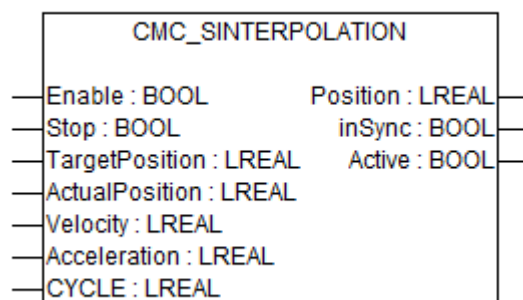 CMC_SINTERPOLATION
Enable : BOOL Position : LREAL
Stop : BOOL inSync : BOOL
TargetPosition : LREAL Active : BOOL
ActualPosition : LREAL
Velocity : LREAL
Acceleration : LREAL
CYCLE : LREAL